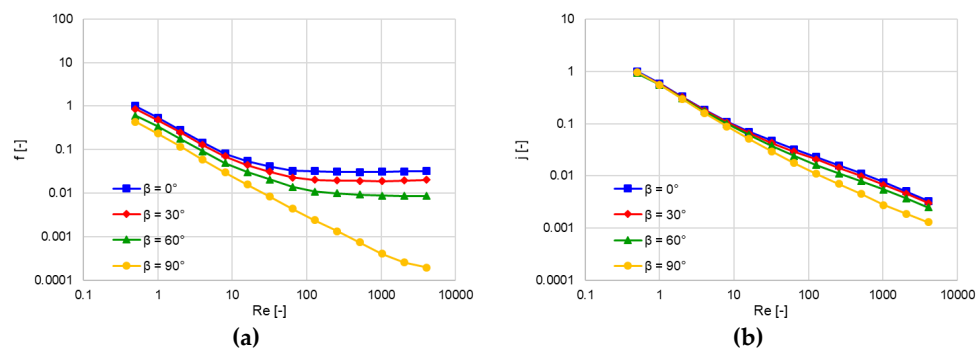 100
10
1
0.1
0.01
0.001
0.0001
f [-]
β = 0°
β = 30°
β = 60°
β = 90°
0.1
1
10
100
1000
10000
Re [-]
(a)
10
1
0.1
0.01
0.001
0.0001
j [-]
β = 0°
β = 30°
β = 60°
β = 90°
0.1
1
10
100
1000
10000
Re [-]
(b)